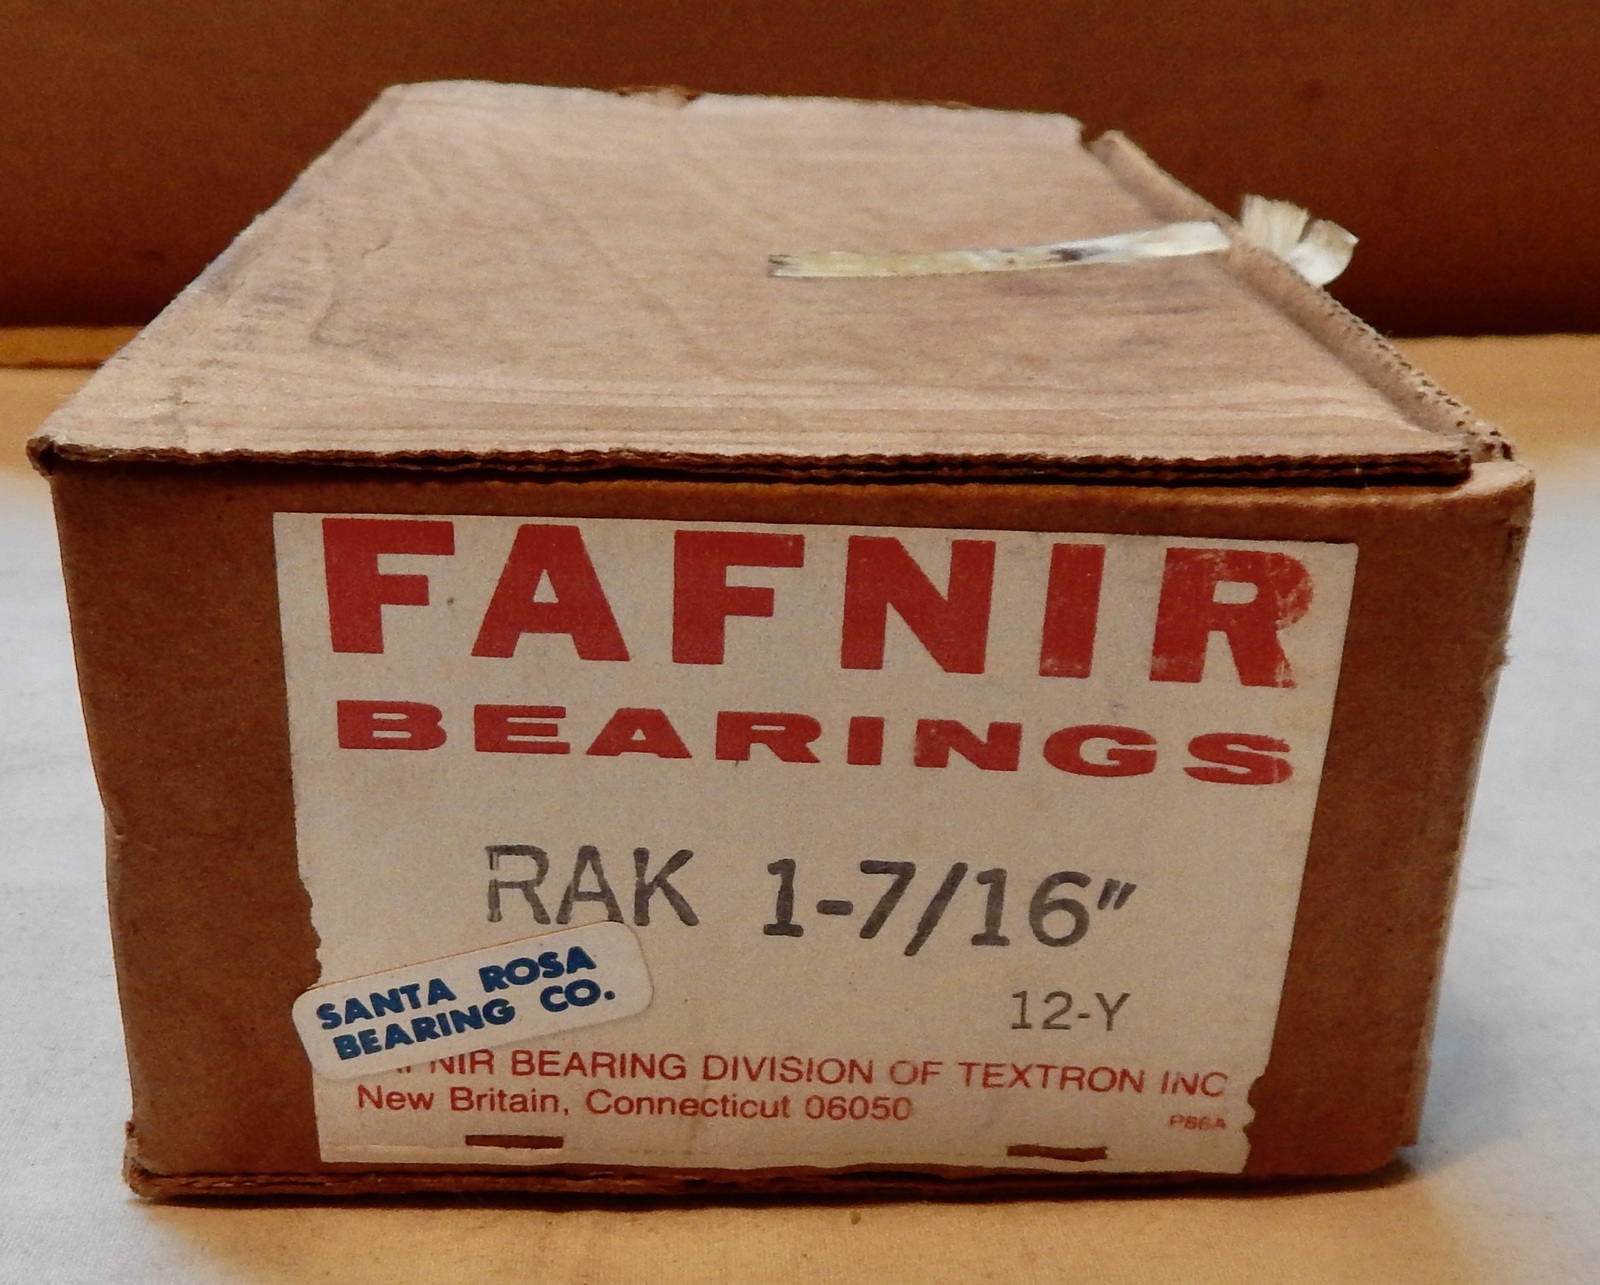 FAFNIR
BEARINGS
RAK 1-7/16"
SANTA ROSA
BEARING CO.
12-Y
FNIR BEARING DIVISION OF TEXTRON INC
New Britain, Connecticut 06050
P86A